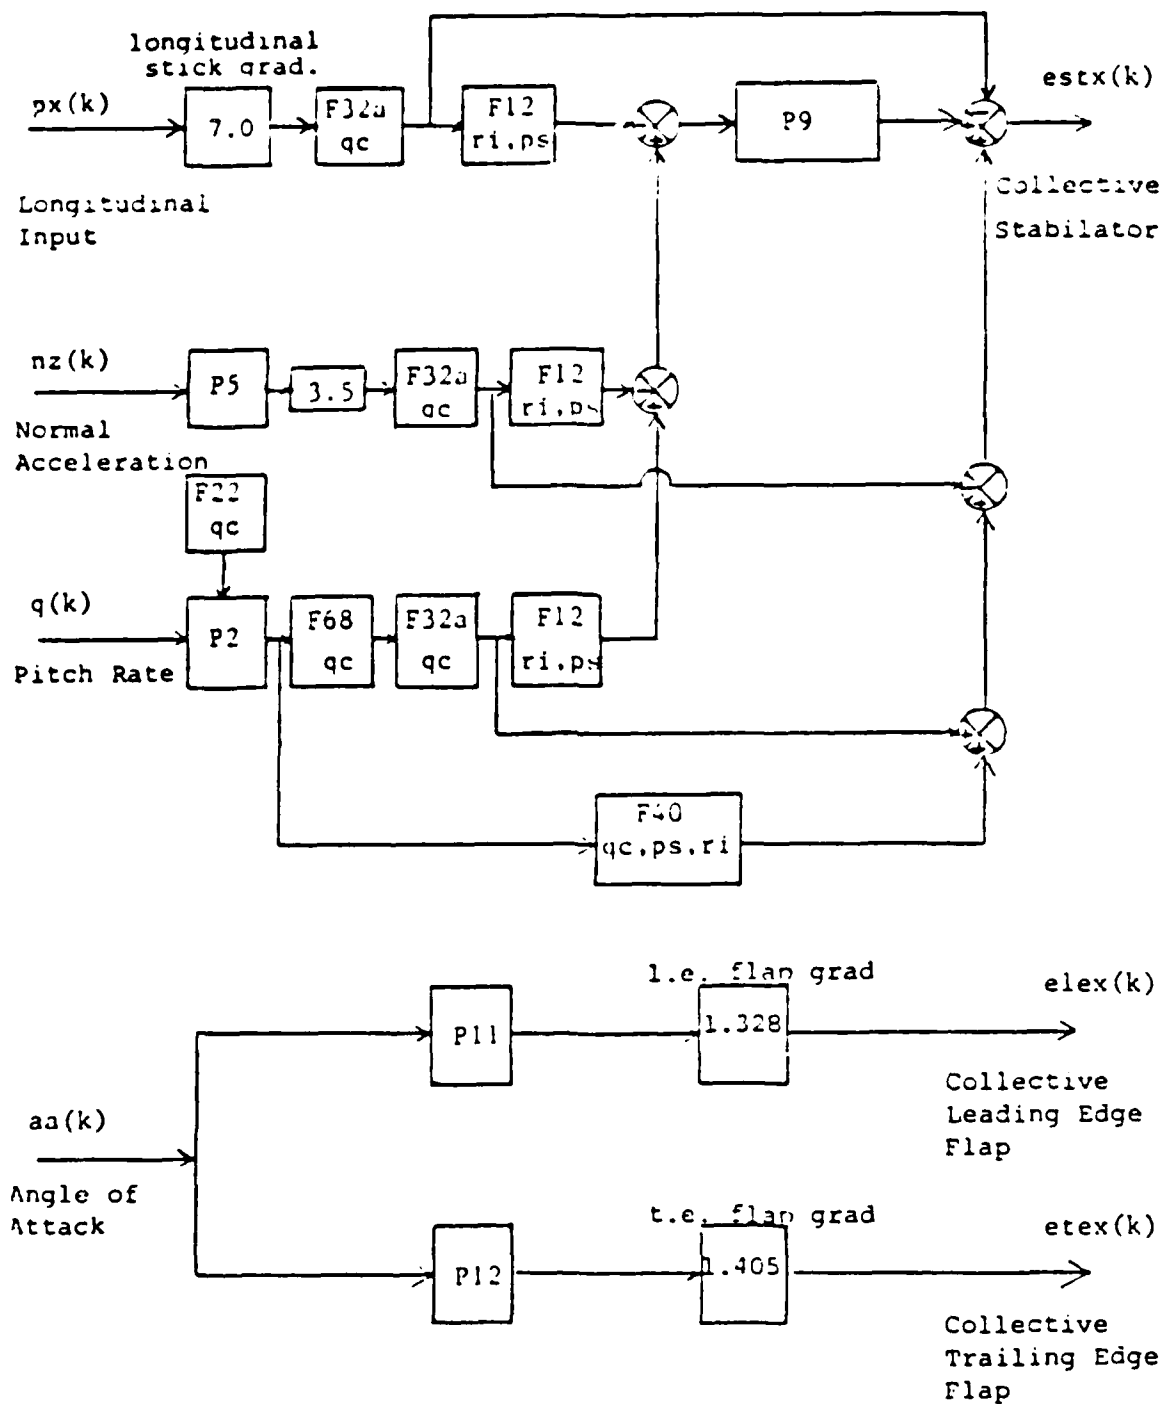 longitudinal
stick grad.
px(k)
7.0
F32a
qc
F12
ri,ps
P9
estx(k)
Longitudinal
Input
Collective
Stabilator
nz(k)
P5
3.5
F32a
qc
F12
ri,ps
Normal
Acceleration
F22
qc
q(k)
P2
F68
qc
F32a
qc
F12
ri,ps
Pitch Rate
F40
qc,ps,ri
l.e. flap grad
P11
1.328
elex(k)
Collective
Leading Edge
Flap
aa(k)
Angle of
Attack
t.e. flap grad
P12
1.405
etex(k)
Collective
Trailing Edge
Flap